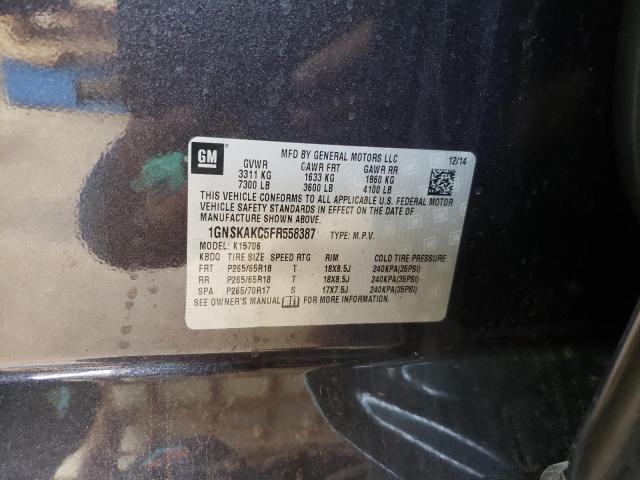 GM
MFD BY GENERAL MOTORS LLC 12/14
GVWR GAWR FRT GAWR RR
3311 KG 1633 KG 1860 KG
7300 LB 3600 LB 4100 LB
THIS VEHICLE CONFORMS TO ALL APPLICABLE U.S. FEDERAL MOTOR
VEHICLE SAFETY STANDARDS IN EFFECT ON THE DATE OF
MANUFACTURE SHOWN ABOVE.
1GNSKAKC5FR558387 TYPE: M.P.V.
MODEL: K15706
KBDQ TIRE SIZE SPEED RTG RIM COLD TIRE PRESSURE
FRT P265/65R18 T 18X8.5J 240KPA(35PSI)
RR P265/65R18 T 18X8.5J 240KPA(35PSI)
SPA P265/70R17 S 17X7.5J 240KPA(35PSI)
SEE OWNER'S MANUAL FOR MORE INFORMATION.